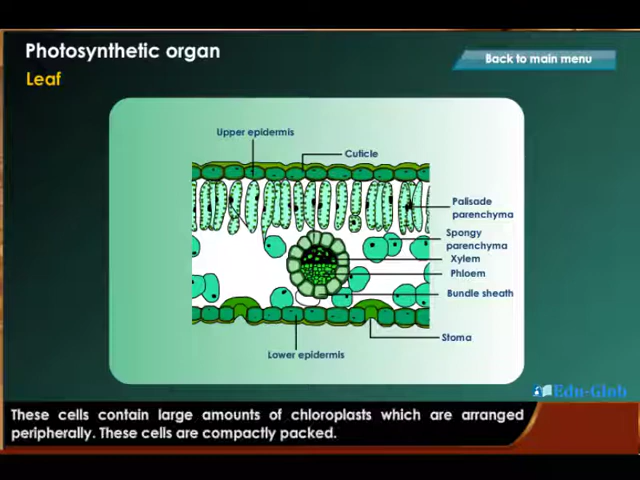 Photosynthetic organ
Back to main menu
Leaf
Upper epidermis
Cuticle
Palisade
parenchyma
Spongy
parenchyma
Xylem
Phloem
Bundle sheath
Stoma
Lower epidermis
Edu-Glob
These cells contain large amounts of chloroplasts which are arranged
peripherally. These cells are compactly packed.